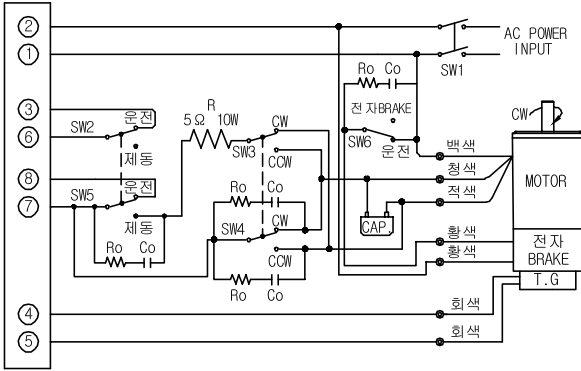 ②
①
③
⑥
⑧
⑦
④
⑤
AC POWER
INPUT
SW1
Ro Co
전자BRAKE
SW6
운전
운전
SW2
제동
운전
SW5
제동
Ro Co
R
5Ω 10W
SW3
CW
CCW
Ro Co
SW4
CW
CCW
Ro Co
CAP.
백색
청색
적색
황색
황색
회색
회색
CW
MOTOR
전자
BRAKE
T.G